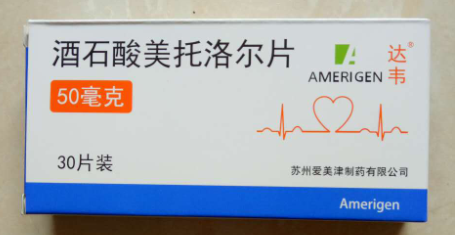 酒石酸美托洛尔片
50毫克
30片装
AMERIGEN
达韦®
苏州爱美津制药有限公司
Amerigen